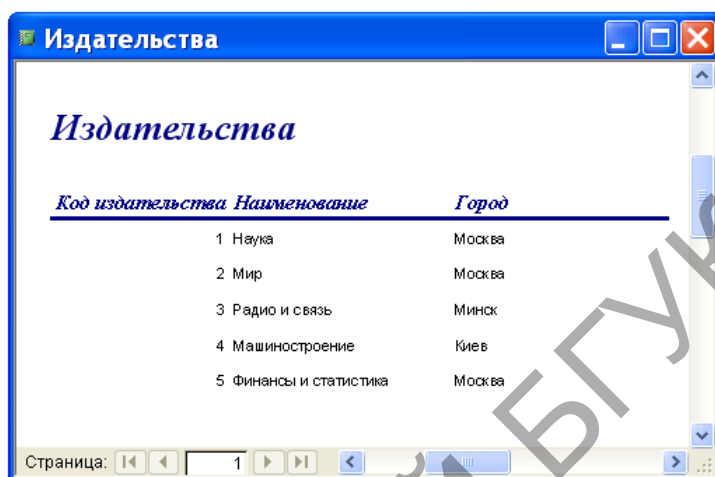 Издательства
Издательства
Код издательства Наименование Город
1 Наука Москва
2 Мир Москва
3 Радио и связь Минск
4 Машиностроение Киев
5 Финансы и статистика Москва
Страница: 1
БГУК